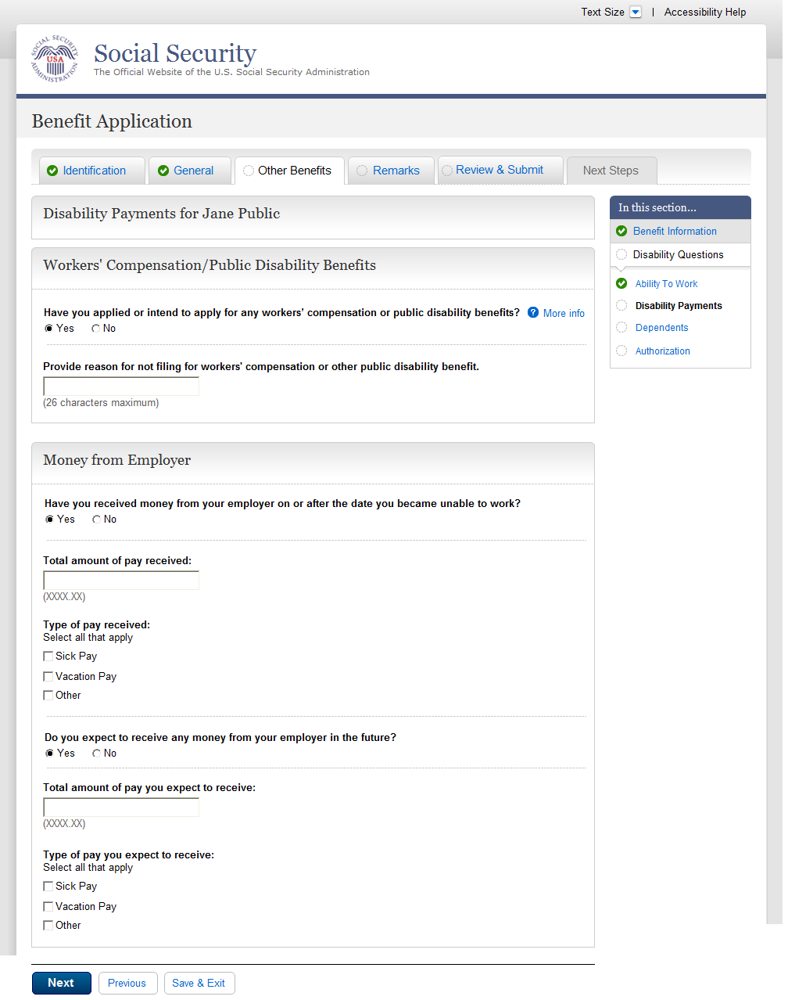 Text Size | Accessibility Help
SOCIAL SECURITY ADMINISTRATION
USA
Social Security
The Official Website of the U.S. Social Security Administration
Benefit Application
Identification General Other Benefits Remarks Review & Submit Next Steps
Disability Payments for Jane Public
Workers' Compensation/Public Disability Benefits
Have you applied or intend to apply for any workers’ compensation or public disability benefits? ? More info
Yes No
Provide reason for not filing for workers' compensation or other public disability benefit.
(26 characters maximum)
Money from Employer
Have you received money from your employer on or after the date you became unable to work?
Yes No
Total amount of pay received:
(XXXX.XX)
Type of pay received:
Select all that apply
Sick Pay
Vacation Pay
Other
Do you expect to receive any money from your employer in the future?
Yes No
Total amount of pay you expect to receive:
(XXXX.XX)
Type of pay you expect to receive:
Select all that apply
Sick Pay
Vacation Pay
Other
Next Previous Save & Exit
In this section...
Benefit Information
Disability Questions
Ability To Work
Disability Payments
Dependents
Authorization